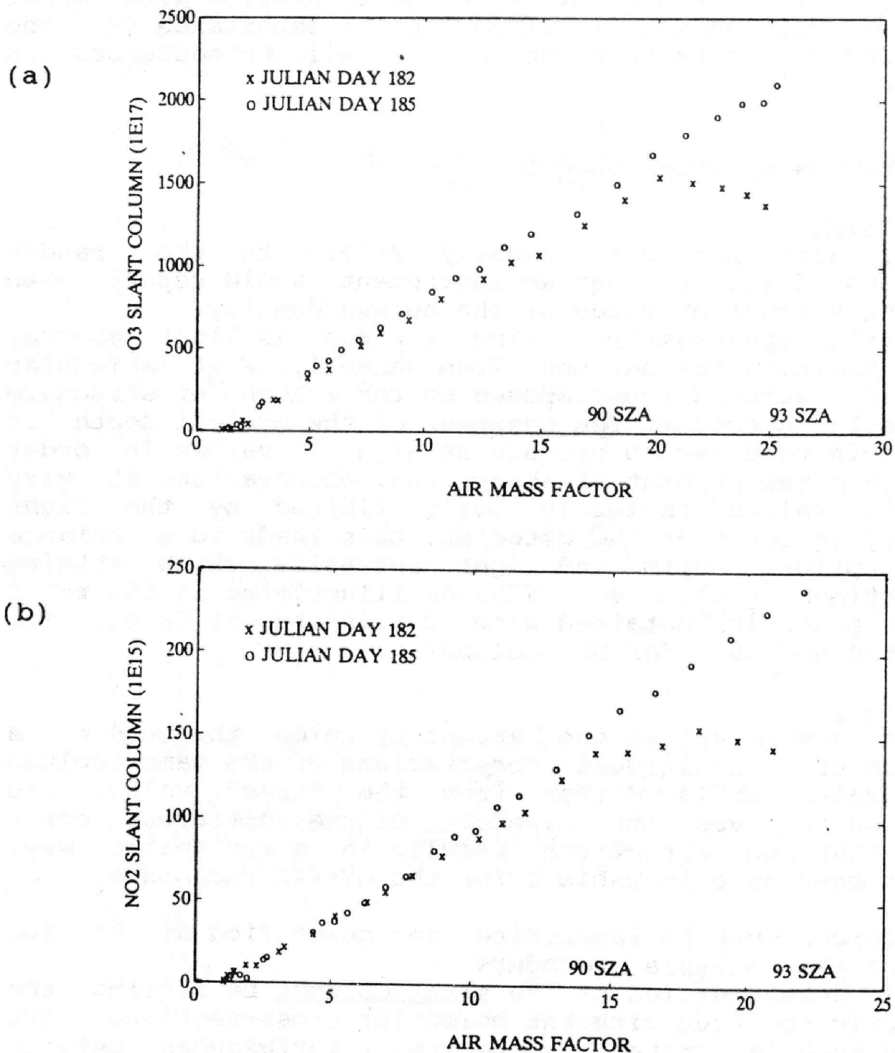 (a)
O3 SLANT COLUMN (1E17)
2500
2000
1500
1000
500
0
x JULIAN DAY 182
o JULIAN DAY 185
90 SZA
93 SZA
0 5 10 15 20 25 30
AIR MASS FACTOR
(b)
NO2 SLANT COLUMN (1E15)
250
200
150
100
50
0
x JULIAN DAY 182
o JULIAN DAY 185
90 SZA
93 SZA
0 5 10 15 20 25
AIR MASS FACTOR